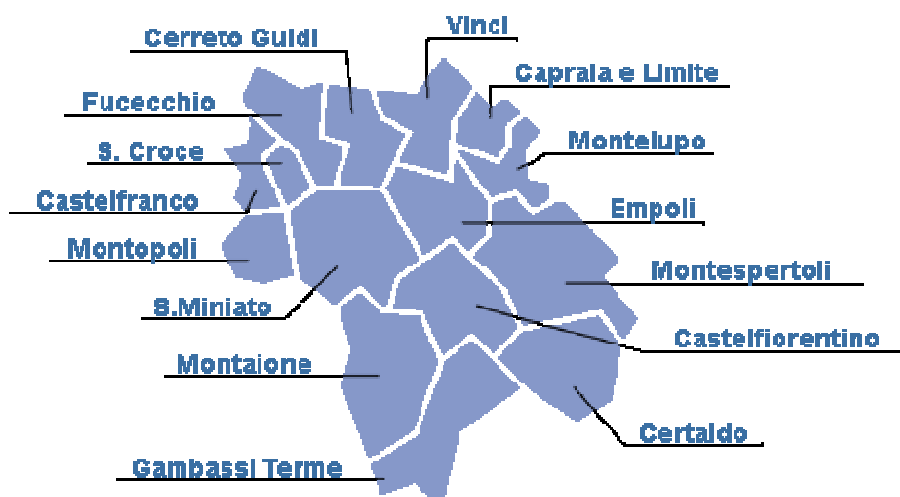 Vinci
Cerreto Guidi
Capraia e Limite
Fucecchio
Montelupo
S. Croce
Castelfranco
Empoli
Montopoli
Montespertoli
S.Miniato
Castelfiorentino
Montaione
Certaldo
Gambassi Terme